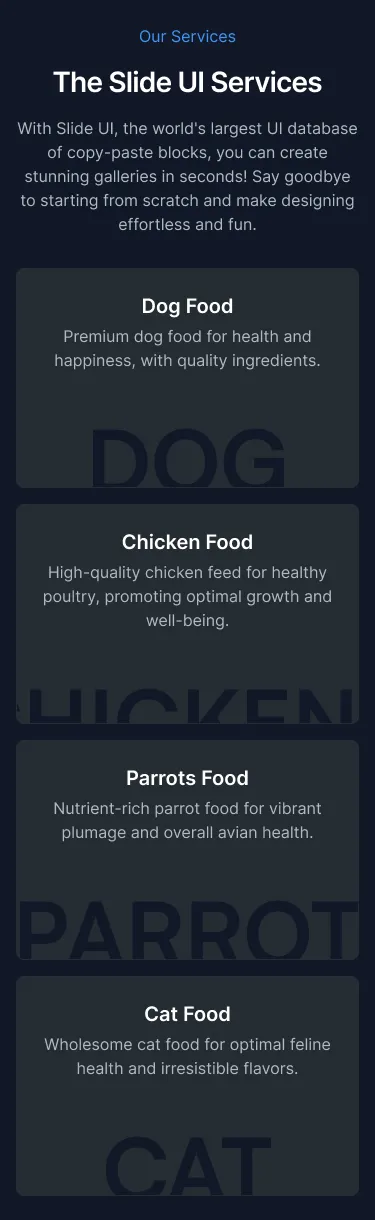 Our Services
The Slide UI Services
With Slide UI, the world's largest UI database
of copy-paste blocks, you can create
stunning galleries in seconds! Say goodbye
to starting from scratch and make designing
effortless and fun.
Dog Food
Premium dog food for health and
happiness, with quality ingredients.
DOG
Chicken Food
High-quality chicken feed for healthy
poultry, promoting optimal growth and
well-being.
CHICKEN
Parrots Food
Nutrient-rich parrot food for vibrant
plumage and overall avian health.
PARROT
Cat Food
Wholesome cat food for optimal feline
health and irresistible flavors.
CAT